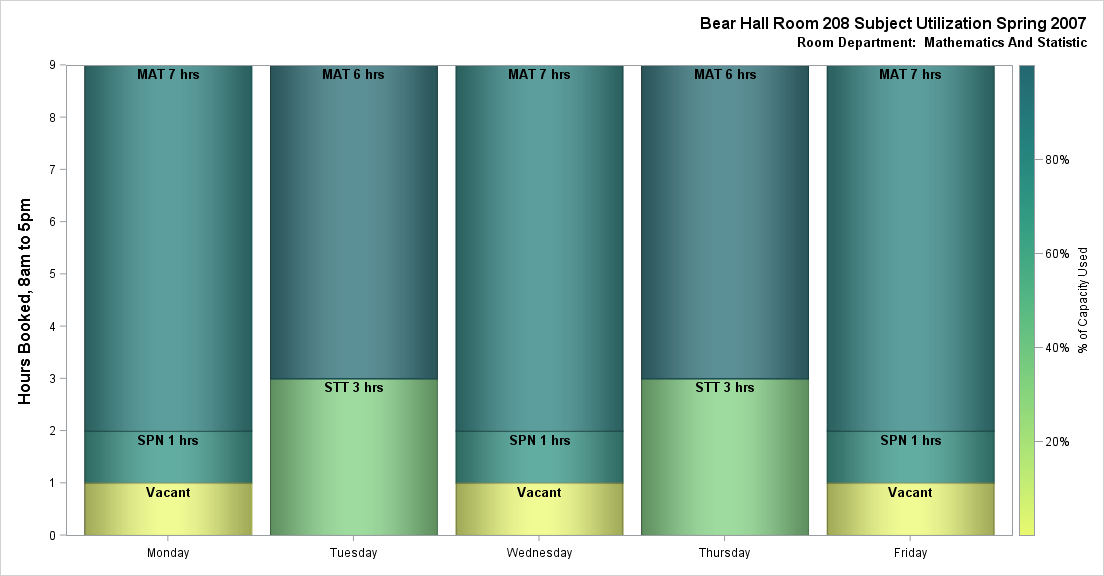 Bear Hall Room 208 Subject Utilization Spring 2007
Room Department: Mathematics And Statistic
Hours Booked, 8am to 5pm
9
8
7
6
5
4
3
2
1
0
MAT 7 hrs
SPN 1 hrs
Vacant
MAT 6 hrs
STT 3 hrs
MAT 7 hrs
SPN 1 hrs
Vacant
MAT 6 hrs
STT 3 hrs
MAT 7 hrs
SPN 1 hrs
Vacant
Monday
Tuesday
Wednesday
Thursday
Friday
80%
60%
40%
20%
% of Capacity Used